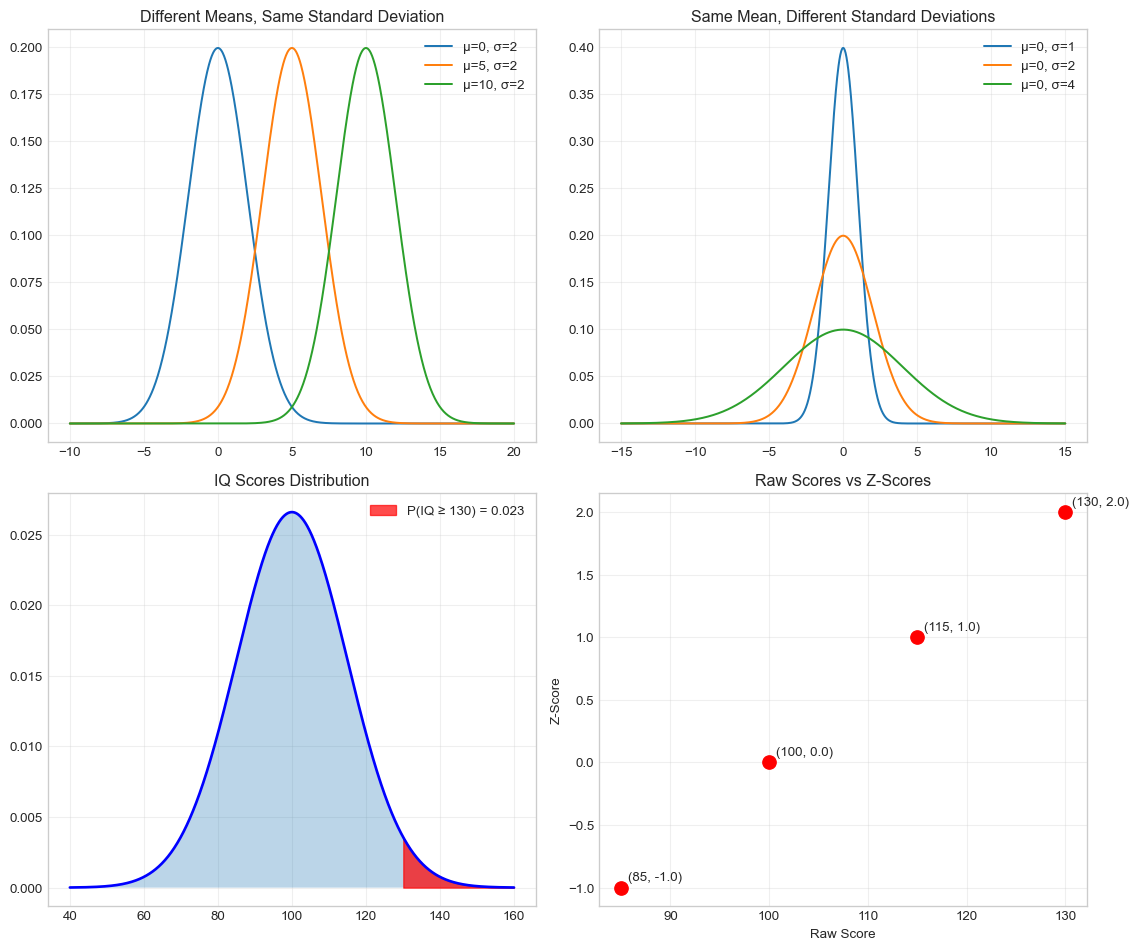 Different Means, Same Standard Deviation
0.200
0.175
0.150
0.125
0.100
0.075
0.050
0.025
0.000
μ=0, σ=2
μ=5, σ=2
μ=10, σ=2
−10 −5 0 5 10 15 20
Same Mean, Different Standard Deviations
0.40
0.35
0.30
0.25
0.20
0.15
0.10
0.05
0.00
μ=0, σ=1
μ=0, σ=2
μ=0, σ=4
−15 −10 −5 0 5 10 15
IQ Scores Distribution
0.025
0.020
0.015
0.010
0.005
0.000
P(IQ ≥ 130) = 0.023
40 60 80 100 120 140 160
Raw Scores vs Z-Scores
Z-Score
2.0
1.5
1.0
0.5
0.0
−0.5
−1.0
(130, 2.0)
(115, 1.0)
(100, 0.0)
(85, -1.0)
90 100 110 120 130
Raw Score